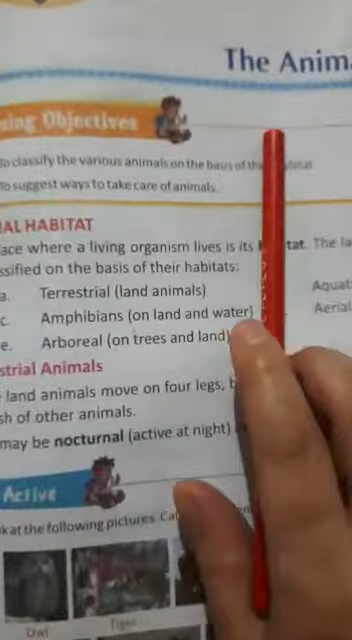 The Anim
ing Objectives
To classify the various animals on the basis of the
To suggest ways to take care of animals.
AL HABITAT
ace where a living organism lives is its tat. The la
ssified on the basis of their habitats:
a. Terrestrial (land animals) Aquat
c. Amphibians (on land and water) Aerial
e. Arboreal (on trees and land)
strial Animals
land animals move on four legs, b
sh of other animals.
may be nocturnal (active at night)
Active
k at the following pictures. Ca
Owl Tiger